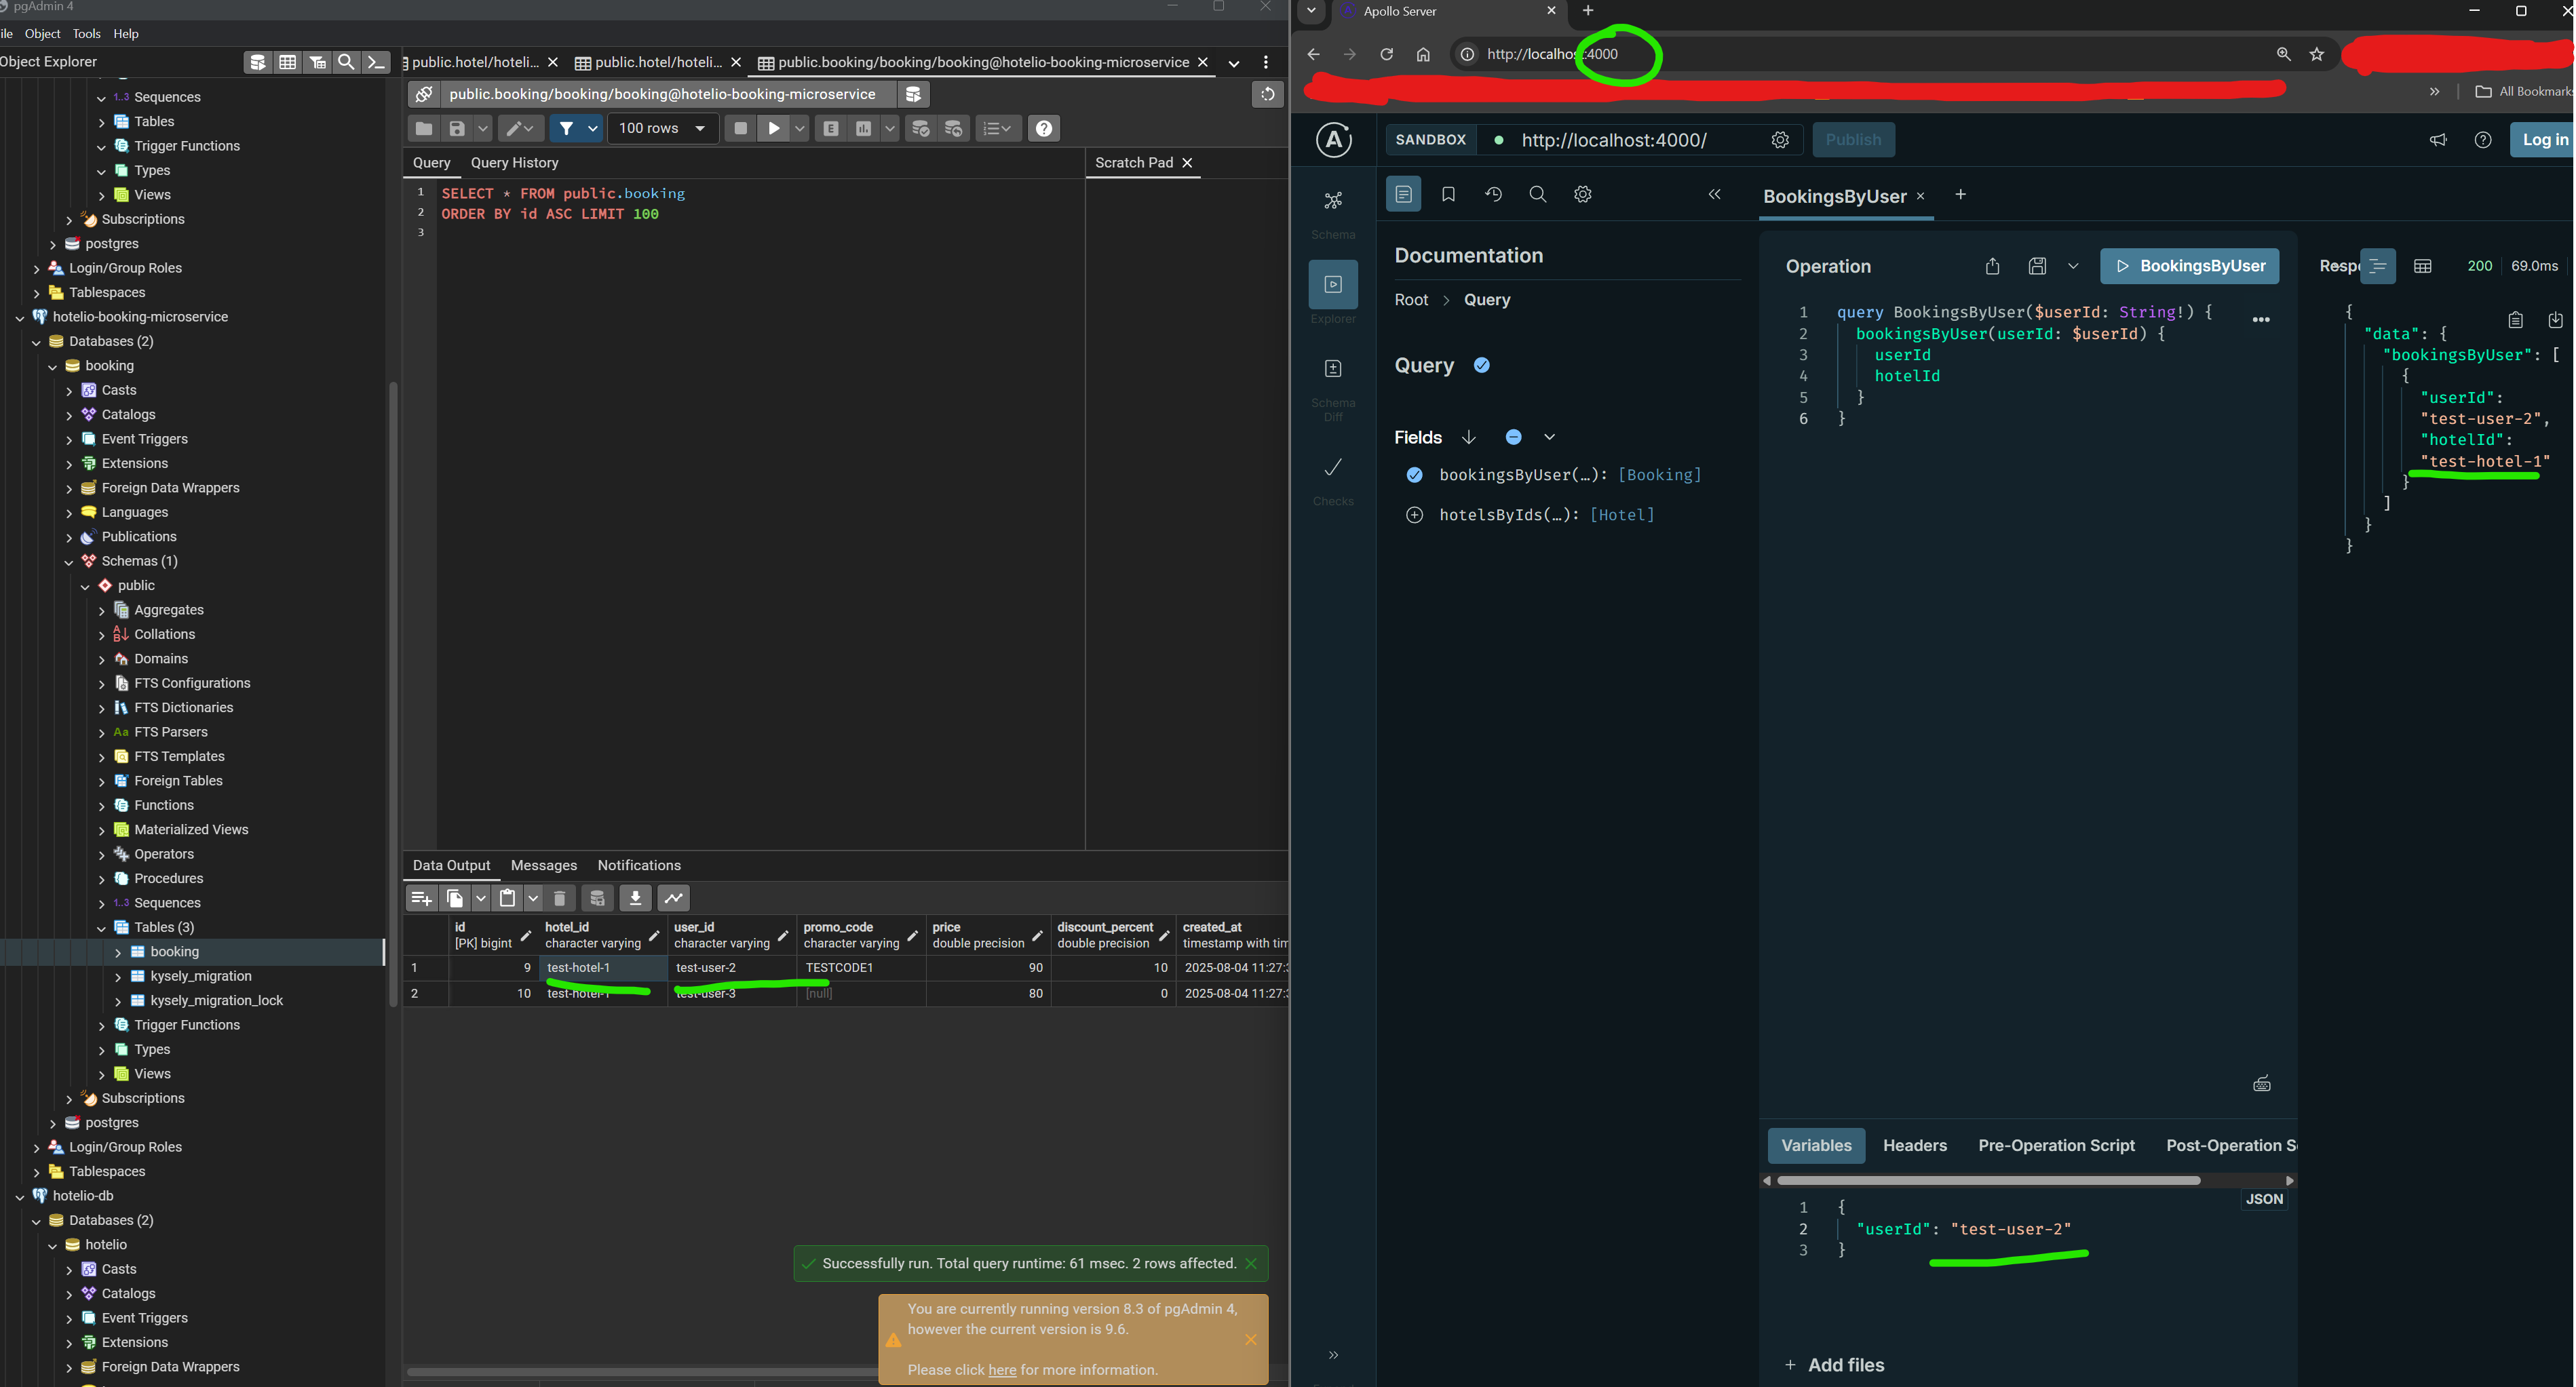 pgAdmin 4
ile Object Tools Help
Object Explorer
1..3 Sequences
Tables
Trigger Functions
Types
Views
Subscriptions
postgres
Login/Group Roles
Tablespaces
hotelio-booking-microservice
Databases (2)
booking
Casts
Catalogs
Event Triggers
Extensions
Foreign Data Wrappers
Languages
Publications
Schemas (1)
public
Aggregates
Collations
Domains
FTS Configurations
FTS Dictionaries
Aa FTS Parsers
FTS Templates
Foreign Tables
Functions
Materialized Views
Operators
Procedures
1..3 Sequences
Tables (3)
booking
kysely_migration
kysely_migration_lock
Trigger Functions
Types
Views
Subscriptions
postgres
Login/Group Roles
Tablespaces
hotelio-db
Databases (2)
hotelio
Casts
Catalogs
Event Triggers
Extensions
Foreign Data Wrappers
public.hotel/hoteli... public.hotel/hoteli... public.booking/booking/booking@hotelio-booking-microservice
public.booking/booking/booking@hotelio-booking-microservice
100 rows
Query Query History Scratch Pad
1 SELECT * FROM public.booking
2 ORDER BY id ASC LIMIT 100
3
Data Output Messages Notifications
id hotel_id user_id promo_code price discount_percent created_at
[PK] bigint character varying character varying character varying double precision double precision timestamp with tim
1 9 test-hotel-1 test-user-2 TESTCODE1 90 10 2025-08-04 11:27:
2 10 test-hotel-1 test-user-3 [null] 80 0 2025-08-04 11:27:
Successfully run. Total query runtime: 61 msec. 2 rows affected.
You are currently running version 8.3 of pgAdmin 4,
however the current version is 9.6.
Please click here for more information.
Apollo Server
http://localhost:4000
All Bookmarks
SANDBOX http://localhost:4000/ Publish Log in
Schema
Explorer
Schema
Diff
Checks
Documentation
Root > Query
Query
Fields
bookingsByUser(…): [Booking]
hotelsByIds(…): [Hotel]
BookingsByUser
Operation BookingsByUser
1 query BookingsByUser($userId: String!) {
2 bookingsByUser(userId: $userId) {
3 userId
4 hotelId
5 }
6 }
Variables Headers Pre-Operation Script Post-Operation S
JSON
1 {
2 "userId": "test-user-2"
3 }
Add files
Resp 200 69.0ms
{
"data": {
"bookingsByUser": [
{
"userId":
"test-user-2",
"hotelId":
"test-hotel-1"
}
]
}
}